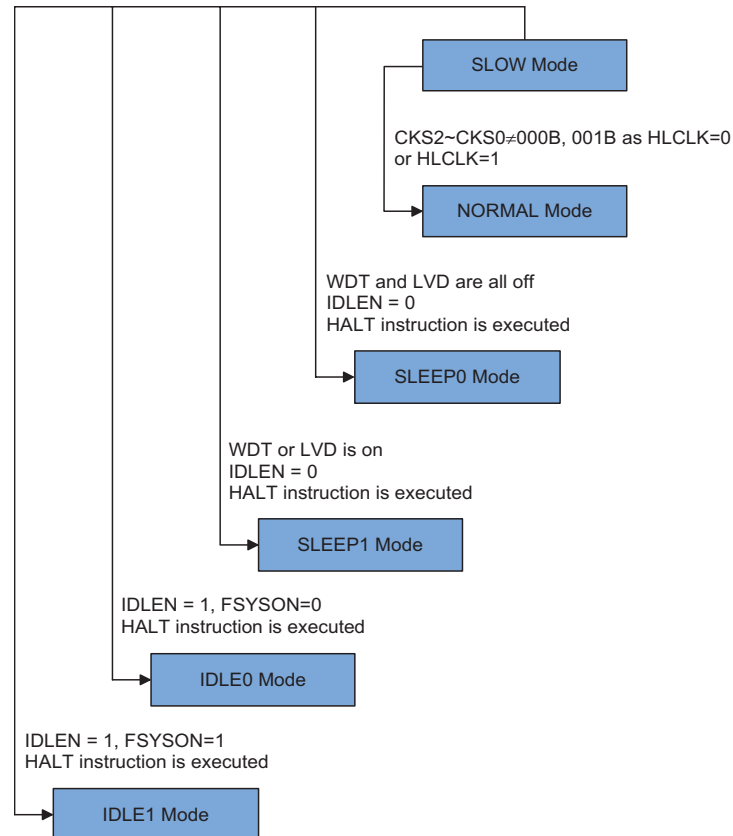 SLOW Mode
CKS2~CKS0≠000B, 001B as HLCLK=0
or HLCLK=1
NORMAL Mode
WDT and LVD are all off
IDLEN = 0
HALT instruction is executed
SLEEP0 Mode
WDT or LVD is on
IDLEN = 0
HALT instruction is executed
SLEEP1 Mode
IDLEN = 1, FSYSON=0
HALT instruction is executed
IDLE0 Mode
IDLEN = 1, FSYSON=1
HALT instruction is executed
IDLE1 Mode